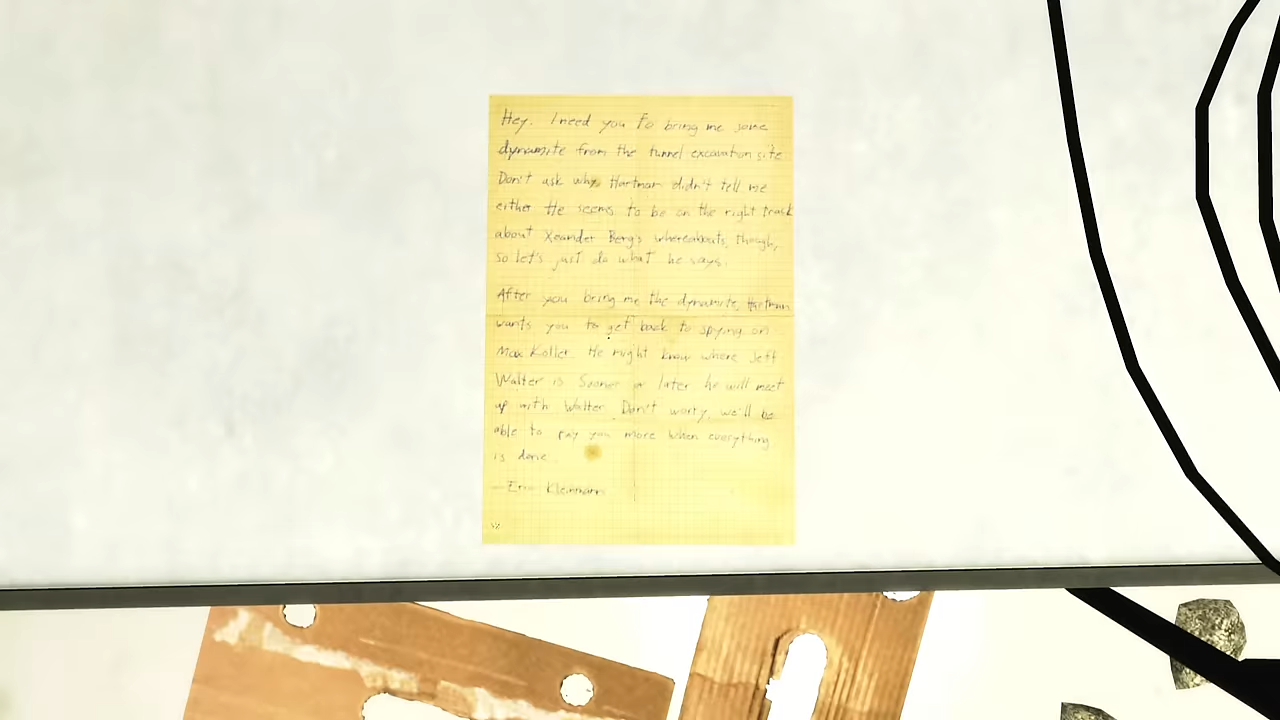 Hey. I need you to bring me some
dynamite from the tunnel excavation site
Don't ask why, Hartman didn't tell me
either He seems to be on the right track
about Xeander Berg's whereabouts, though,
so let's just do what he says.
After you bring me the dynamite, Hartman
wants you to get back to spying on
Max Koller. He might know where Jeff
Walter is Sooner or later he will meet
up with Walter. Don't worry, we'll be
able to pay you more when everything
is done.
Kleinmann